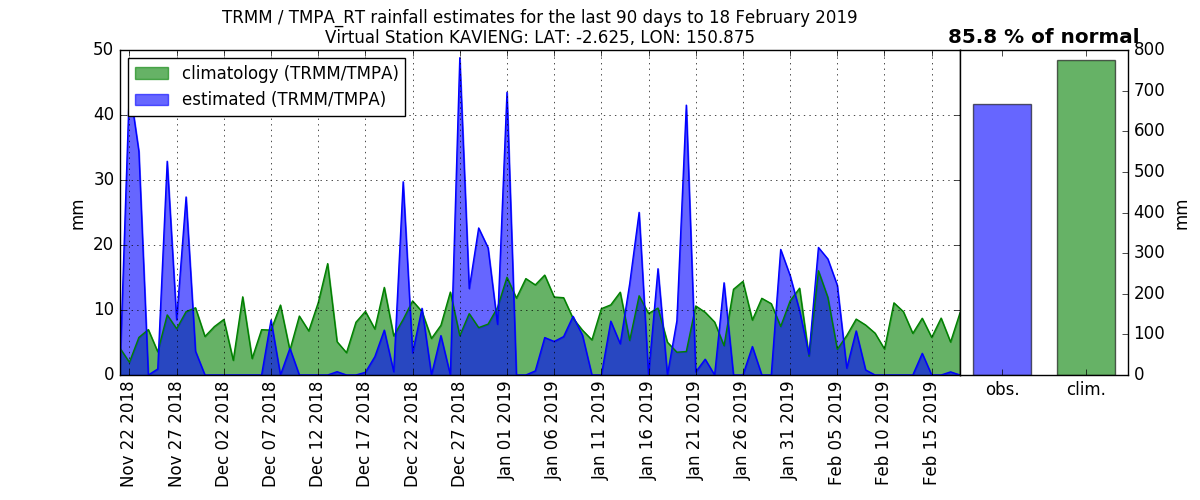 TRMM / TMPA_RT rainfall estimates for the last 90 days to 18 February 2019
Virtual Station KAVIENG: LAT: -2.625, LON: 150.875
85.8 % of normal
climatology (TRMM/TMPA)
estimated (TRMM/TMPA)
50
40
30
20
10
0
mm
800
700
600
500
400
300
200
100
0
mm
Nov 22 2018
Nov 27 2018
Dec 02 2018
Dec 07 2018
Dec 12 2018
Dec 17 2018
Dec 22 2018
Dec 27 2018
Jan 01 2019
Jan 06 2019
Jan 11 2019
Jan 16 2019
Jan 21 2019
Jan 26 2019
Jan 31 2019
Feb 05 2019
Feb 10 2019
Feb 15 2019
obs.
clim.